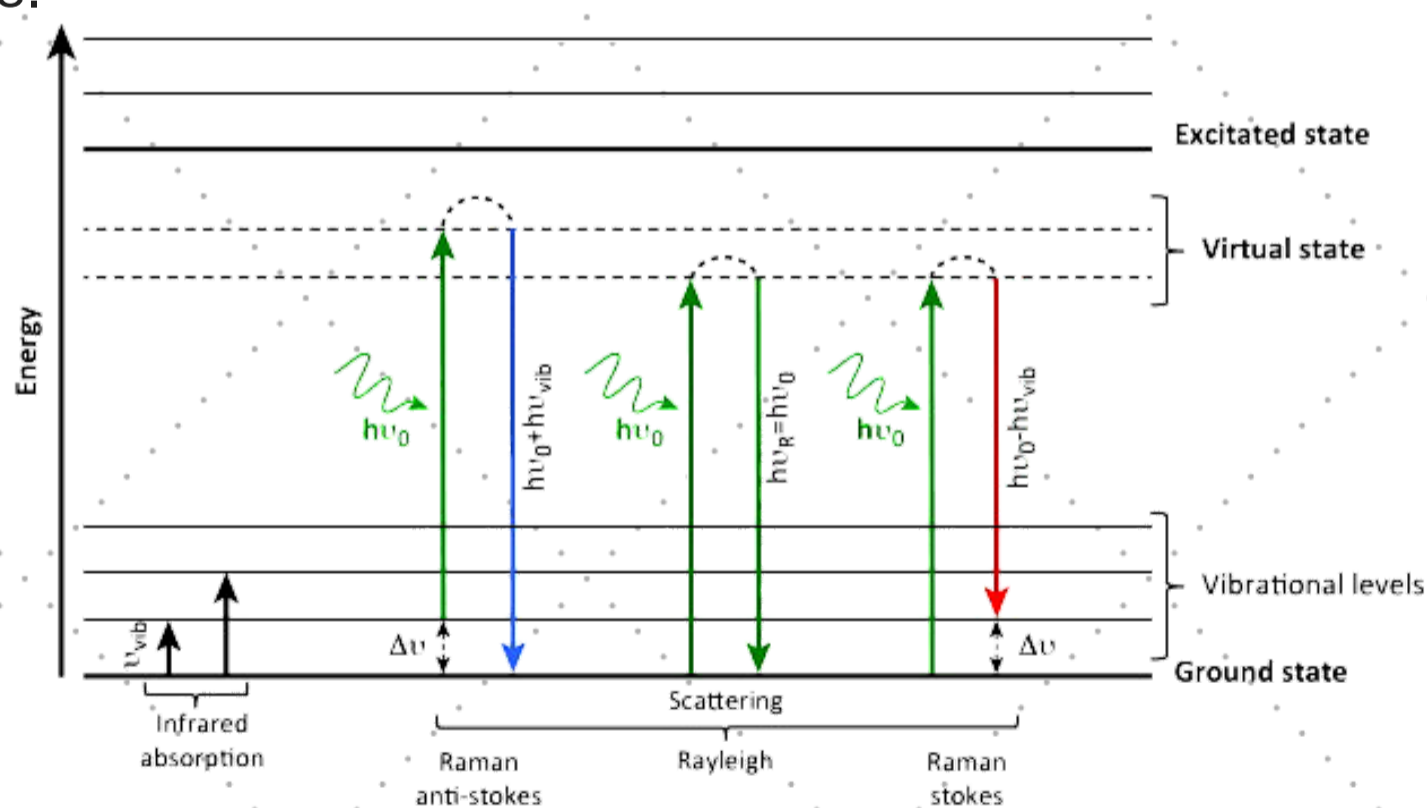 Excitated state
Virtual state
Energy
hυ₀
hυ₀+hυvib
hυ₀
hυR=hυ₀
hυ₀
hυ₀-hυvib
Vibrational levels
υvib
Δυ
Δυ
Ground state
Infrared
absorption
Scattering
Raman
anti-stokes
Rayleigh
Raman
stokes